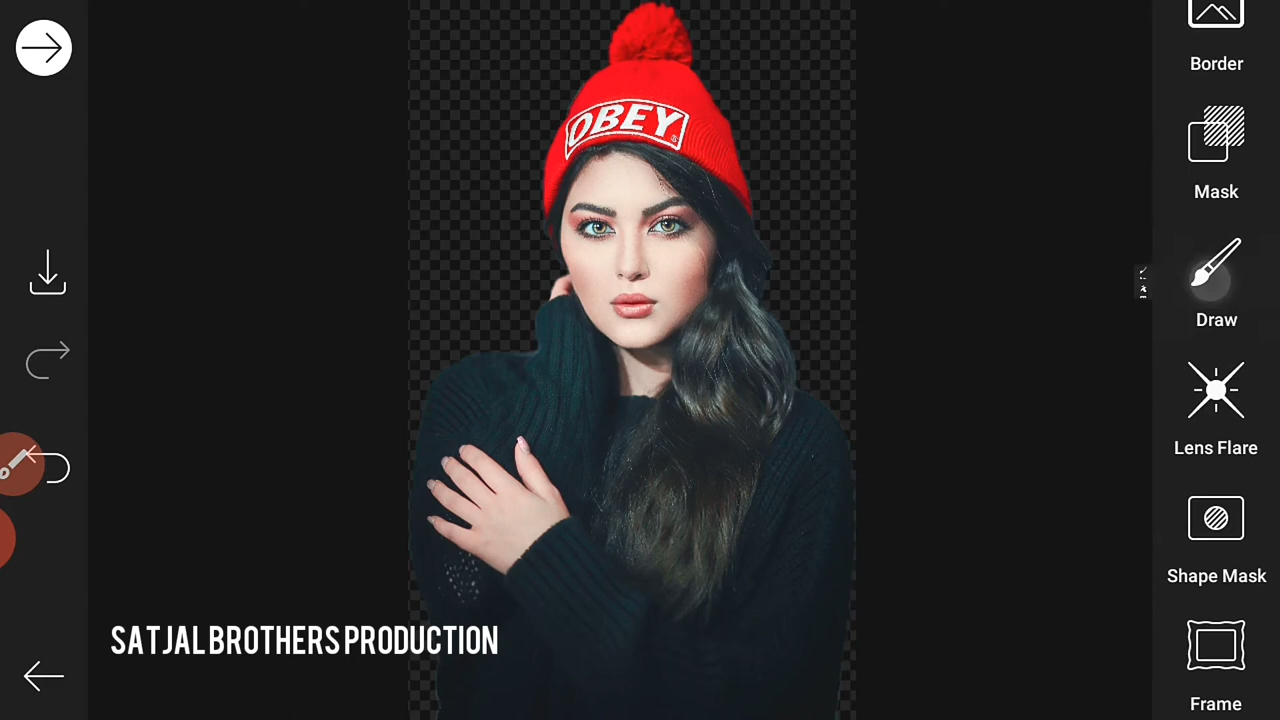 Border
OBEY
Mask
Draw
Lens Flare
Shape Mask
SATJAL BROTHERS PRODUCTION
Frame